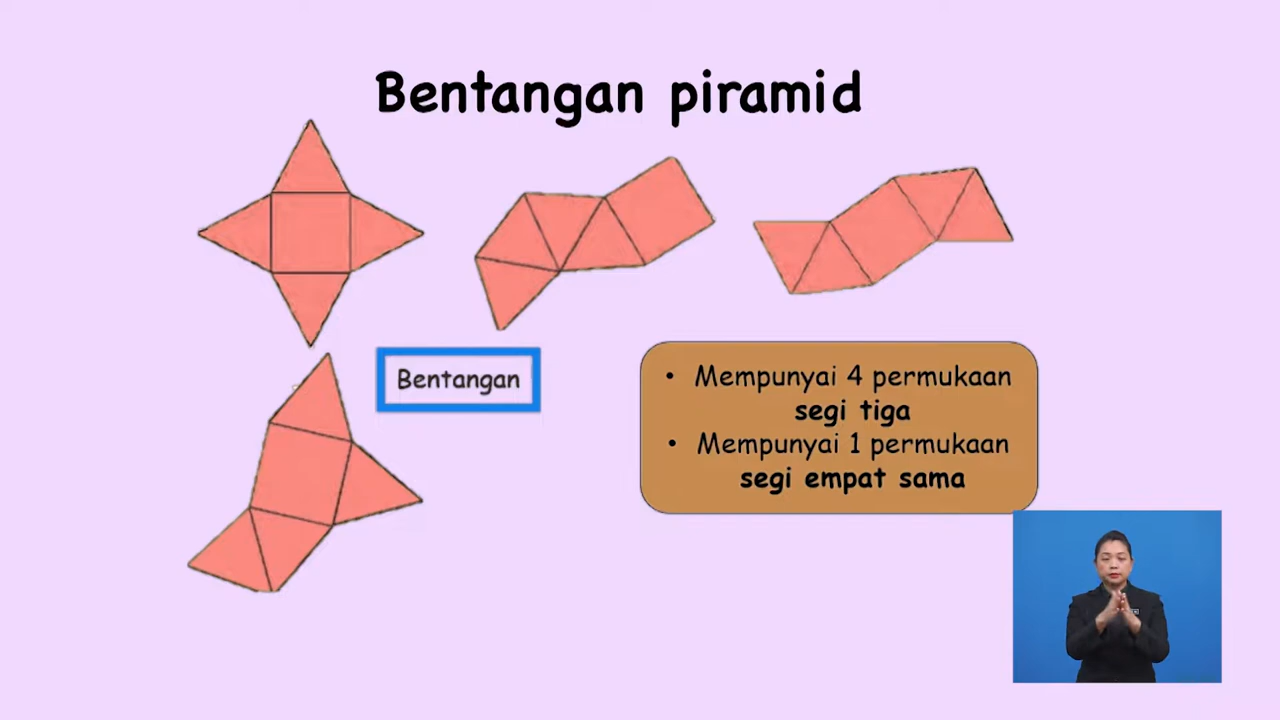 Bentangan piramid
Bentangan
• Mempunyai 4 permukaan
segi tiga
• Mempunyai 1 permukaan
segi empat sama